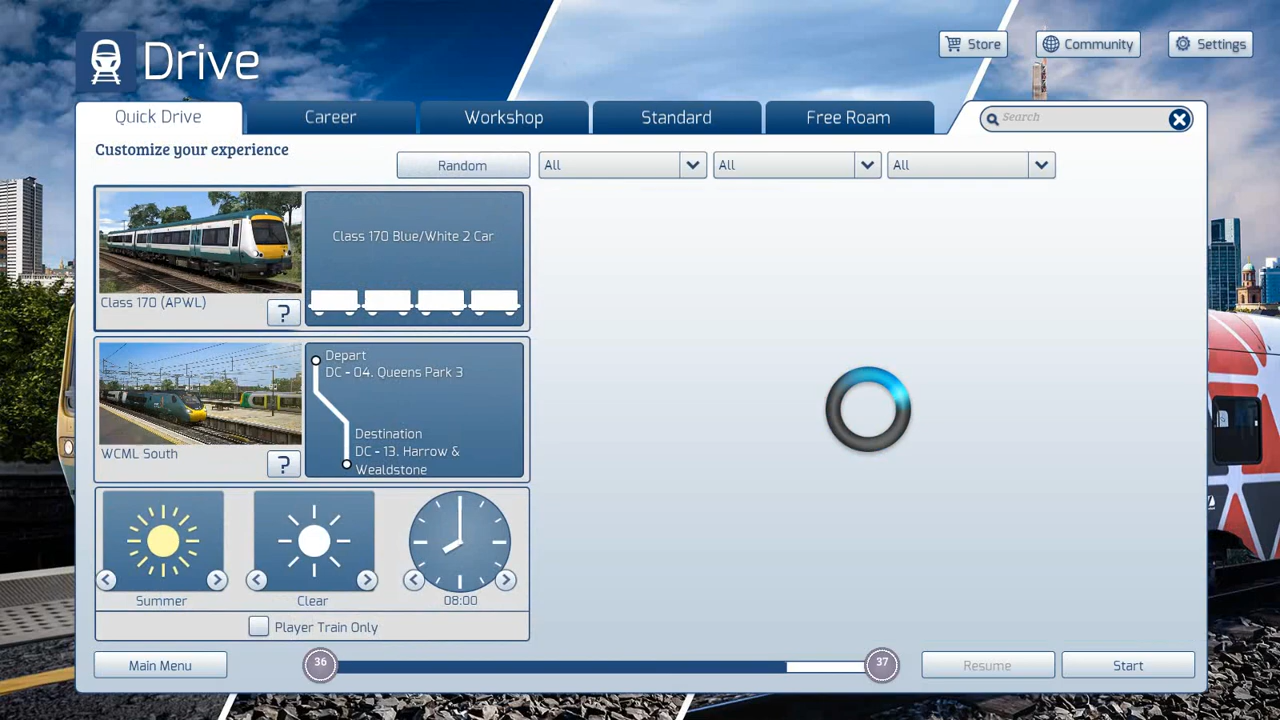 Drive
Store
Community
Settings
Quick Drive
Career
Workshop
Standard
Free Roam
Search
Customize your experience
Random
All
All
All
Class 170 Blue/White 2 Car
Class 170 (APWL)
?
Depart
DC - 04. Queens Park 3
Destination
DC - 13. Harrow &
Wealdstone
WCML South
?
Summer
Clear
08:00
Player Train Only
Main Menu
36
37
Resume
Start